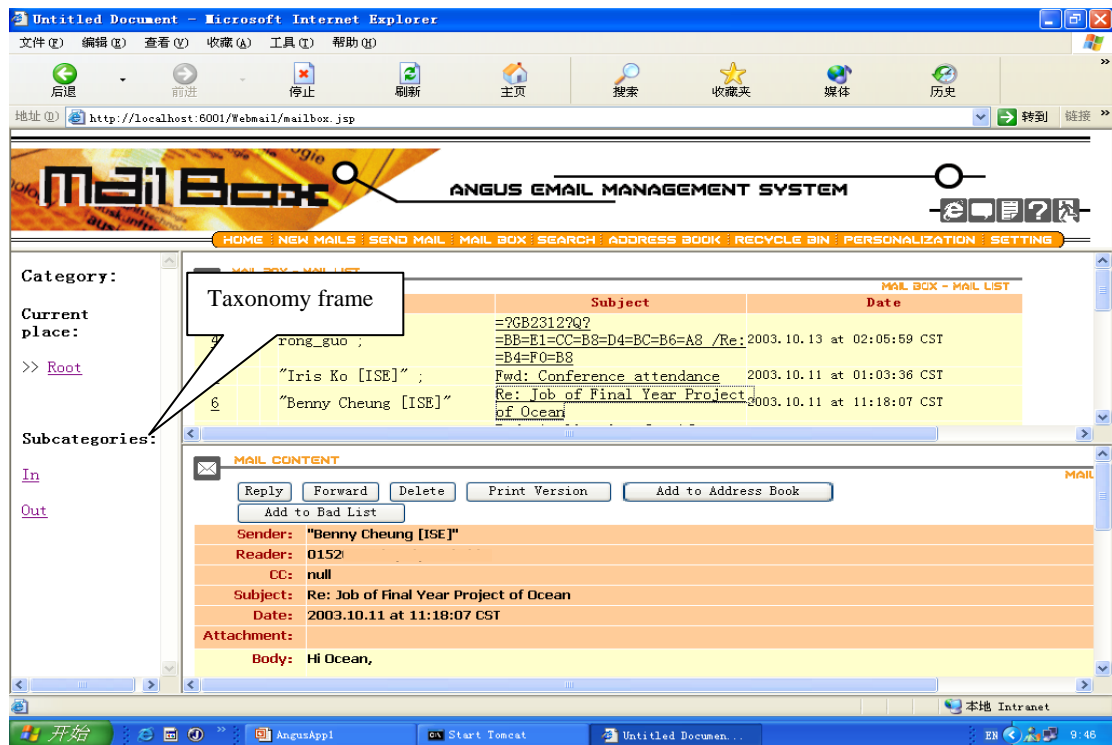 Untitled Document - Microsoft Internet Explorer
文件(F) 编辑(E) 查看(V) 收藏(A) 工具(T) 帮助(H)
后退 前进 停止 刷新 主页 搜索 收藏夹 媒体 历史 »
地址(D) http://localhost:6001/Webmail/mailbox.jsp 转到 链接 »
Mail Box
ANGUS EMAIL MANAGEMENT SYSTEM
HOME NEW MAILS SEND MAIL MAIL BOX SEARCH ADDRESS BOOK RECYCLE BIN PERSONALIZATION SETTING
Category:
Current
place:
>> Root
Subcategories:
In
Out
Taxonomy frame
MAIL BOX - MAIL LIST
MAIL BOX - MAIL LIST
Subject Date
4 rong_guo ; =?GB2312?Q?
=BB=E1=CC=B8=D4=BC=B6=A8 /Re: 2003.10.13 at 02:05:59 CST
=B4=F0=B8
"Iris Ko [ISE]" ; Fwd: Conference attendance 2003.10.11 at 01:03:36 CST
6 "Benny Cheung [ISE]" Re: Job of Final Year Project 2003.10.11 at 11:18:07 CST
of Ocean
MAIL CONTENT
MAIL
Reply Forward Delete Print Version Add to Address Book
Add to Bad List
Sender: "Benny Cheung [ISE]"
Reader: 0152
CC: null
Subject: Re: Job of Final Year Project of Ocean
Date: 2003.10.11 at 11:18:07 CST
Attachment:
Body: Hi Ocean,
本地 Intranet
开始 » AngusApp1 Start Tomcat Untitled Documen... EN 9:46